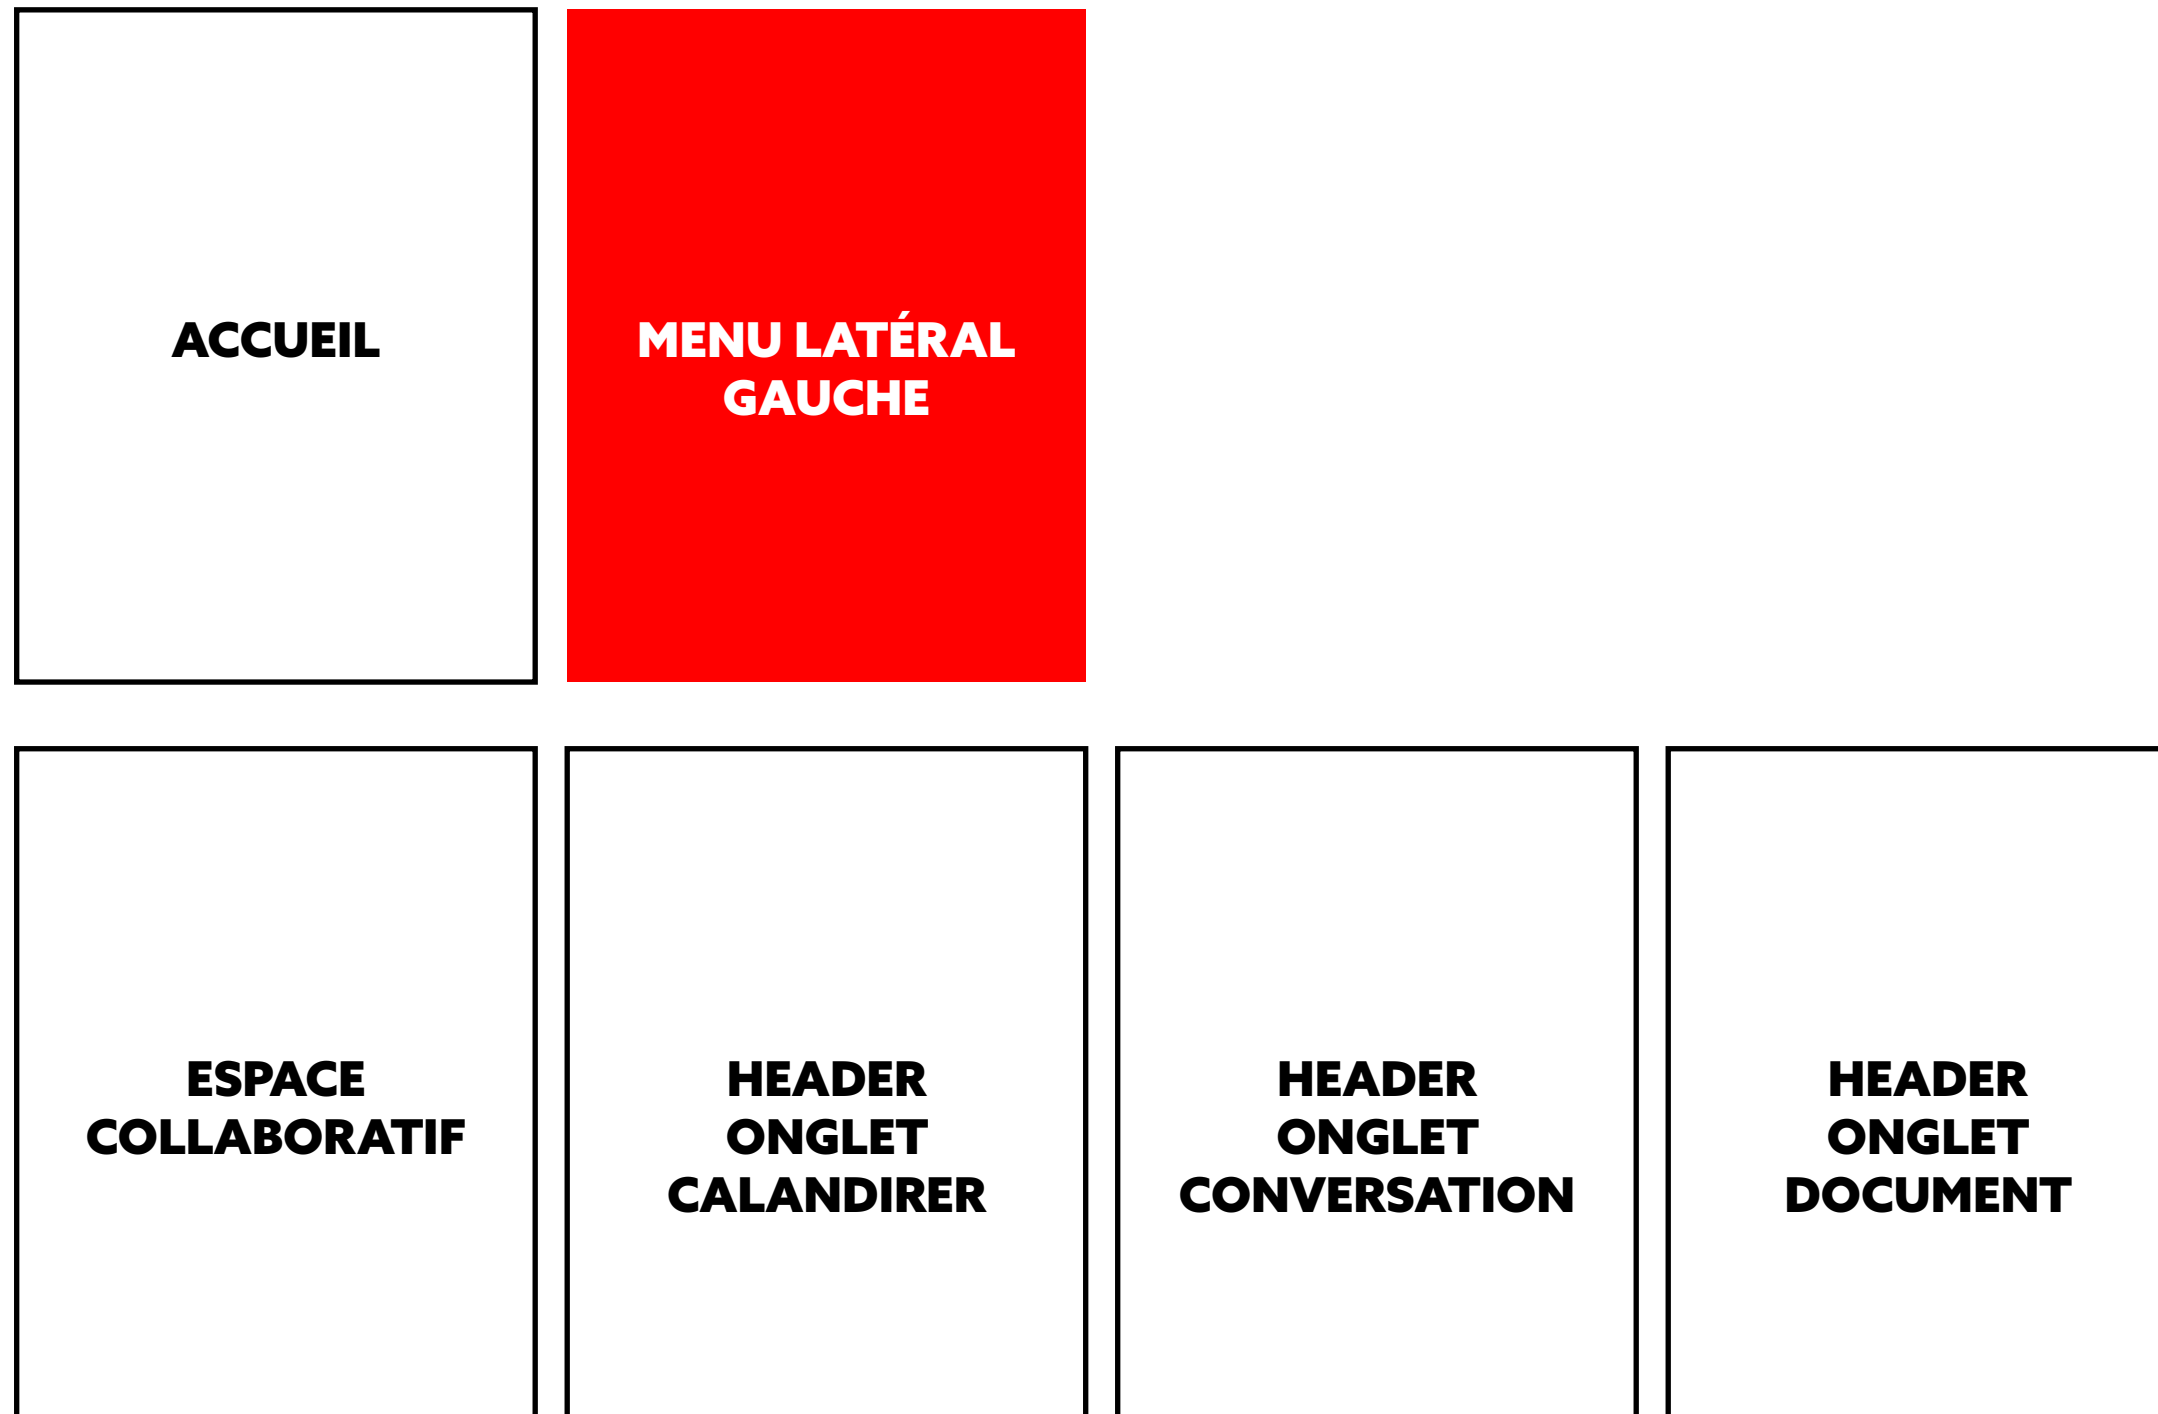 ACCUEIL
MENU LATÉRAL
GAUCHE
ESPACE
COLLABORATIF
HEADER
ONGLET
CALANDIRER
HEADER
ONGLET
CONVERSATION
HEADER
ONGLET
DOCUMENT